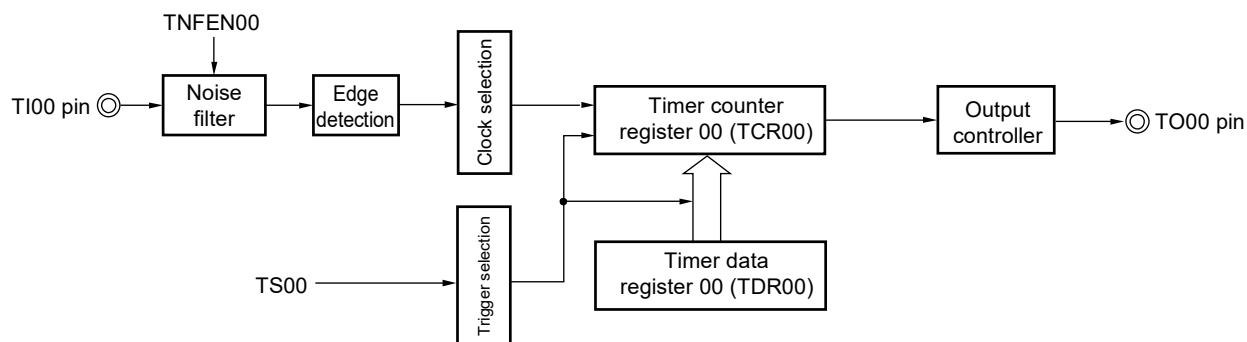 TNFEN00
TI00 pin
Noise
filter
Edge
detection
Clock selection
Timer counter
register 00 (TCR00)
Output
controller
TO00 pin
TS00
Trigger selection
Timer data
register 00 (TDR00)